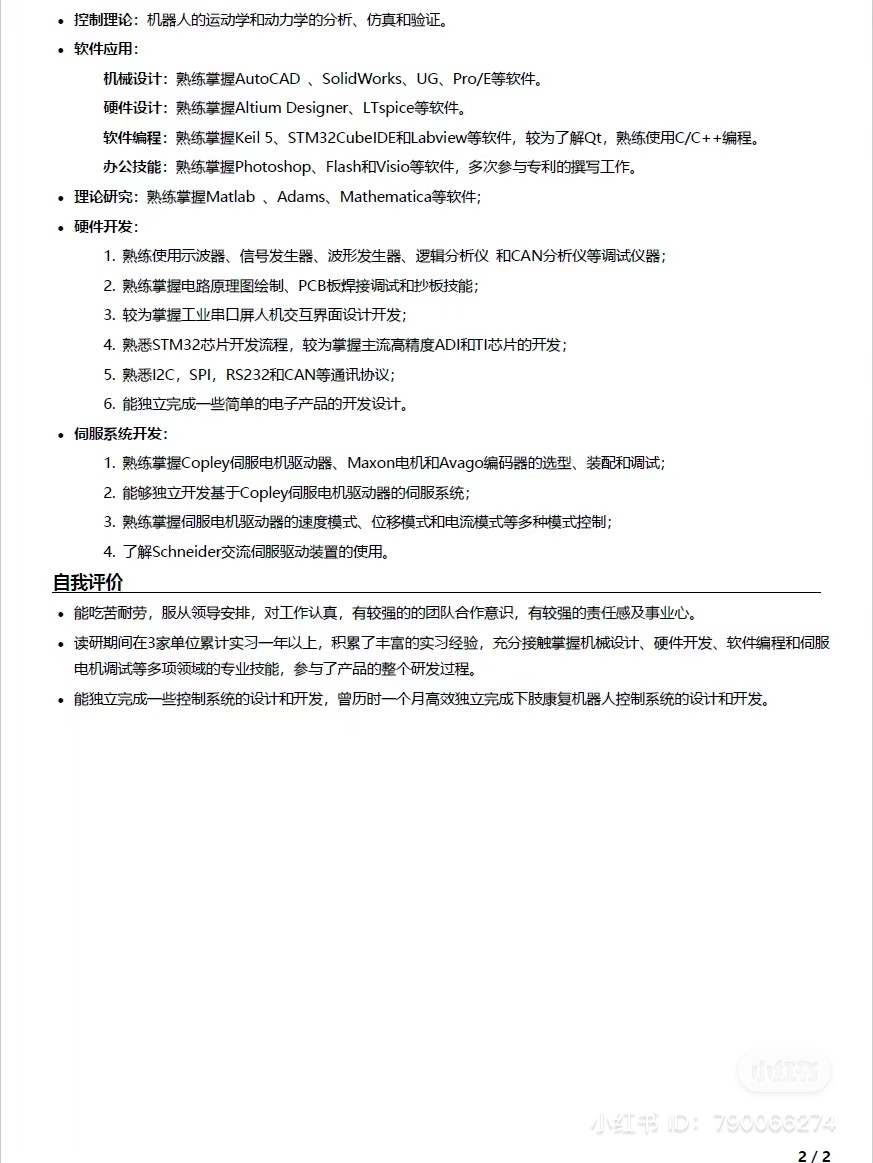 • 控制理论：机器人的运动学和动力学的分析、仿真和验证。
• 软件应用：
机械设计：熟练掌握AutoCAD 、SolidWorks、UG、Pro/E等软件。
硬件设计：熟练掌握Altium Designer、LTspice等软件。
软件编程：熟练掌握Keil 5、STM32CubeIDE和Labview等软件，较为了解Qt，熟练使用C/C++编程。
办公技能：熟练掌握Photoshop、Flash和Visio等软件，多次参与专利的撰写工作。
• 理论研究：熟练掌握Matlab 、Adams、Mathematica等软件；
• 硬件开发：
1. 熟练使用示波器、信号发生器、波形发生器、逻辑分析仪 和CAN分析仪等调试仪器；
2. 熟练掌握电路原理图绘制、PCB板焊接调试和抄板技能；
3. 较为掌握工业串口屏人机交互界面设计开发；
4. 熟悉STM32芯片开发流程，较为掌握主流高精度ADI和TI芯片的开发；
5. 熟悉I2C，SPI，RS232和CAN等通讯协议；
6. 能独立完成一些简单的电子产品的开发设计。
• 伺服系统开发：
1. 熟练掌握Copley伺服电机驱动器、Maxon电机和Avago编码器的选型、装配和调试；
2. 能够独立开发基于Copley伺服电机驱动器的伺服系统；
3. 熟练掌握伺服电机驱动器的速度模式、位移模式和电流模式等多种模式控制；
4. 了解Schneider交流伺服驱动装置的使用。
自我评价
• 能吃苦耐劳，服从领导安排，对工作认真，有较强的的团队合作意识，有较强的责任感及事业心。
• 读研期间在3家单位累计实习一年以上，积累了丰富的实习经验，充分接触掌握机械设计、硬件开发、软件编程和伺服
电机调试等多项领域的专业技能，参与了产品的整个研发过程。
• 能独立完成一些控制系统的设计和开发，曾历时一个月高效独立完成下肢康复机器人控制系统的设计和开发。
小红书
小红书 ID：790066274
2 / 2